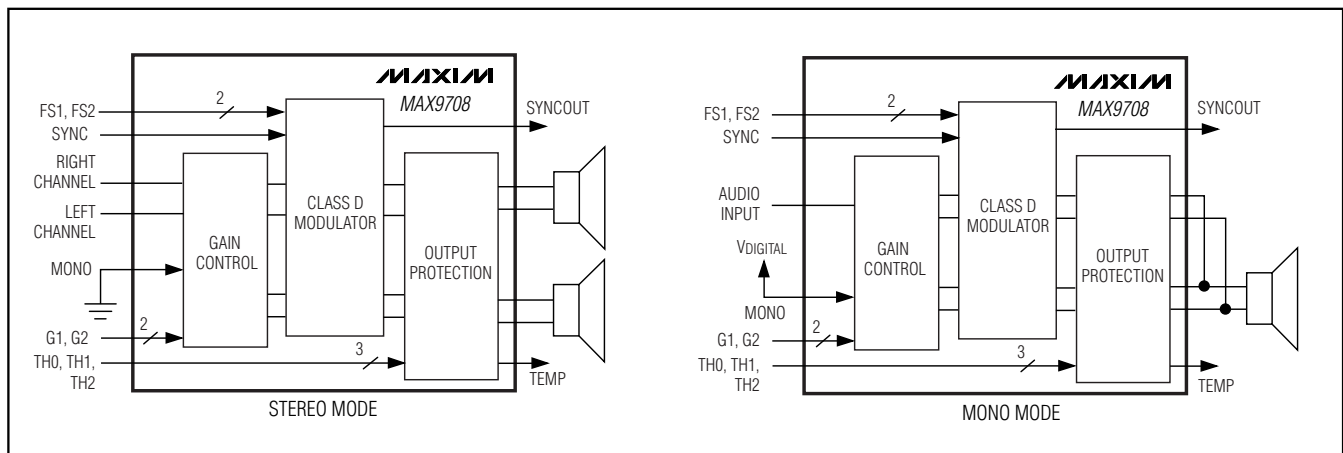 MAXIM
MAX9708
FS1, FS2
2
SYNC
SYNCOUT
RIGHT
CHANNEL
LEFT
CHANNEL
MONO
GAIN
CONTROL
CLASS D
MODULATOR
OUTPUT
PROTECTION
G1, G2
2
TH0, TH1,
TH2
3
TEMP
STEREO MODE
MAXIM
MAX9708
FS1, FS2
2
SYNC
SYNCOUT
AUDIO
INPUT
VDIGITAL
MONO
GAIN
CONTROL
CLASS D
MODULATOR
OUTPUT
PROTECTION
G1, G2
2
TH0, TH1,
TH2
3
TEMP
MONO MODE